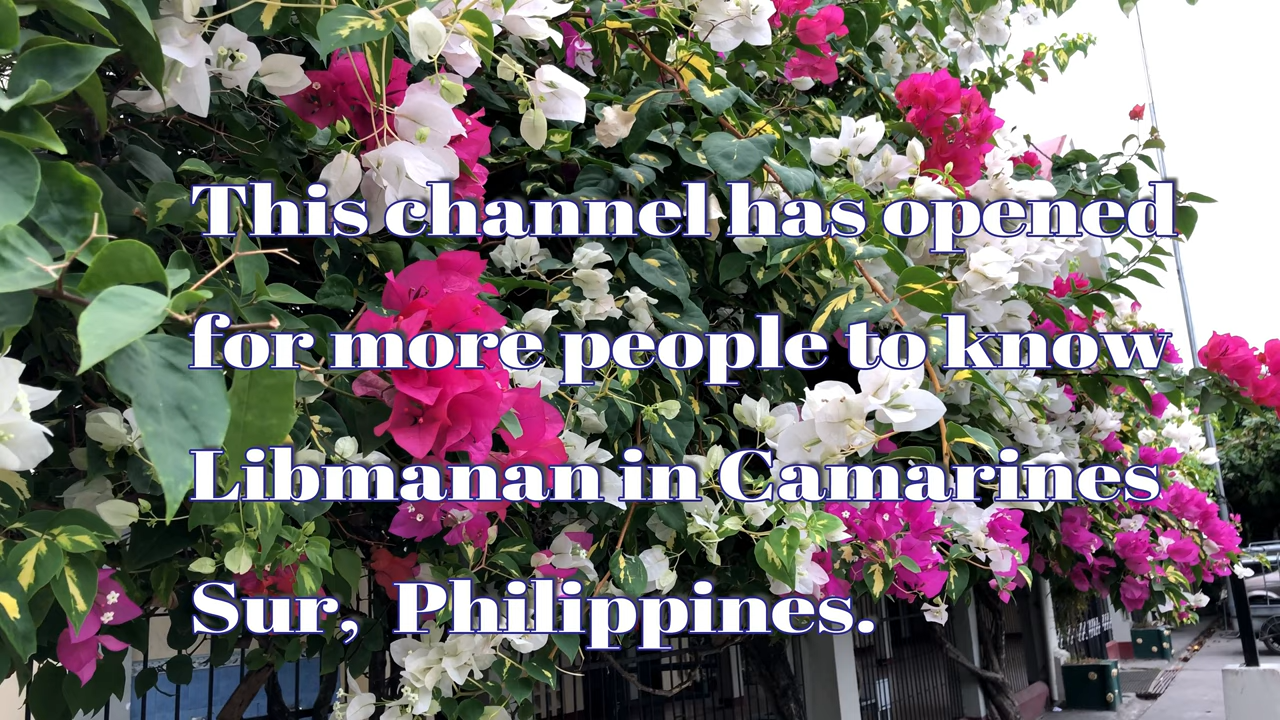 This channel has opened
for more people to know
Libmanan in Camarines
Sur, Philippines.